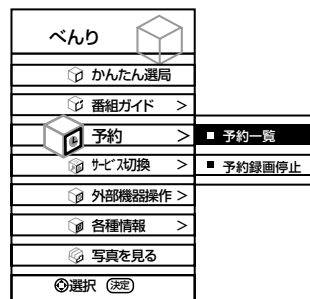 べんり
かんたん選局
番組ガイド >
予約 >
■ 予約一覧
サービス切換 >
■ 予約録画停止
外部機器操作 >
各種情報 >
写真を見る
選択 決定